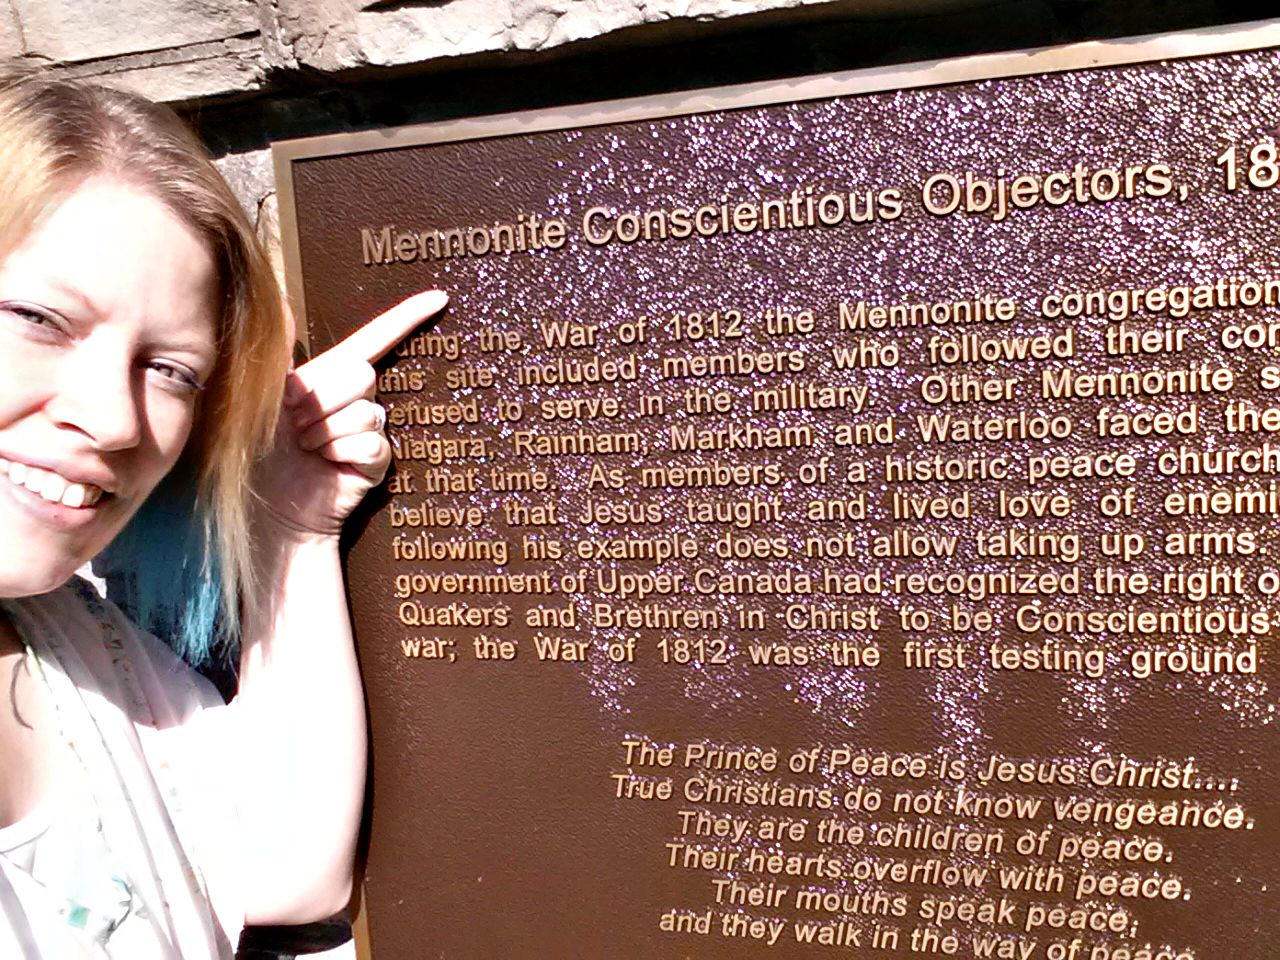 Mennonite Conscientious Objectors, 18
uring the War of 1812 the Mennonite congregation
this site included members who followed their con
efused to serve in the military. Other Mennonite s
Niagara, Rainham, Markham and Waterloo faced the
at that time. As members of a historic peace church
believe that Jesus taught and lived love of enemi
following his example does not allow taking up arms.
government of Upper Canada had recognized the right o
Quakers and Brethren in Christ to be Conscientious
war; the War of 1812 was the first testing ground
The Prince of Peace is Jesus Christ....
True Christians do not know vengeance.
They are the children of peace.
Their hearts overflow with peace.
Their mouths speak peace,
and they walk in the way of peace